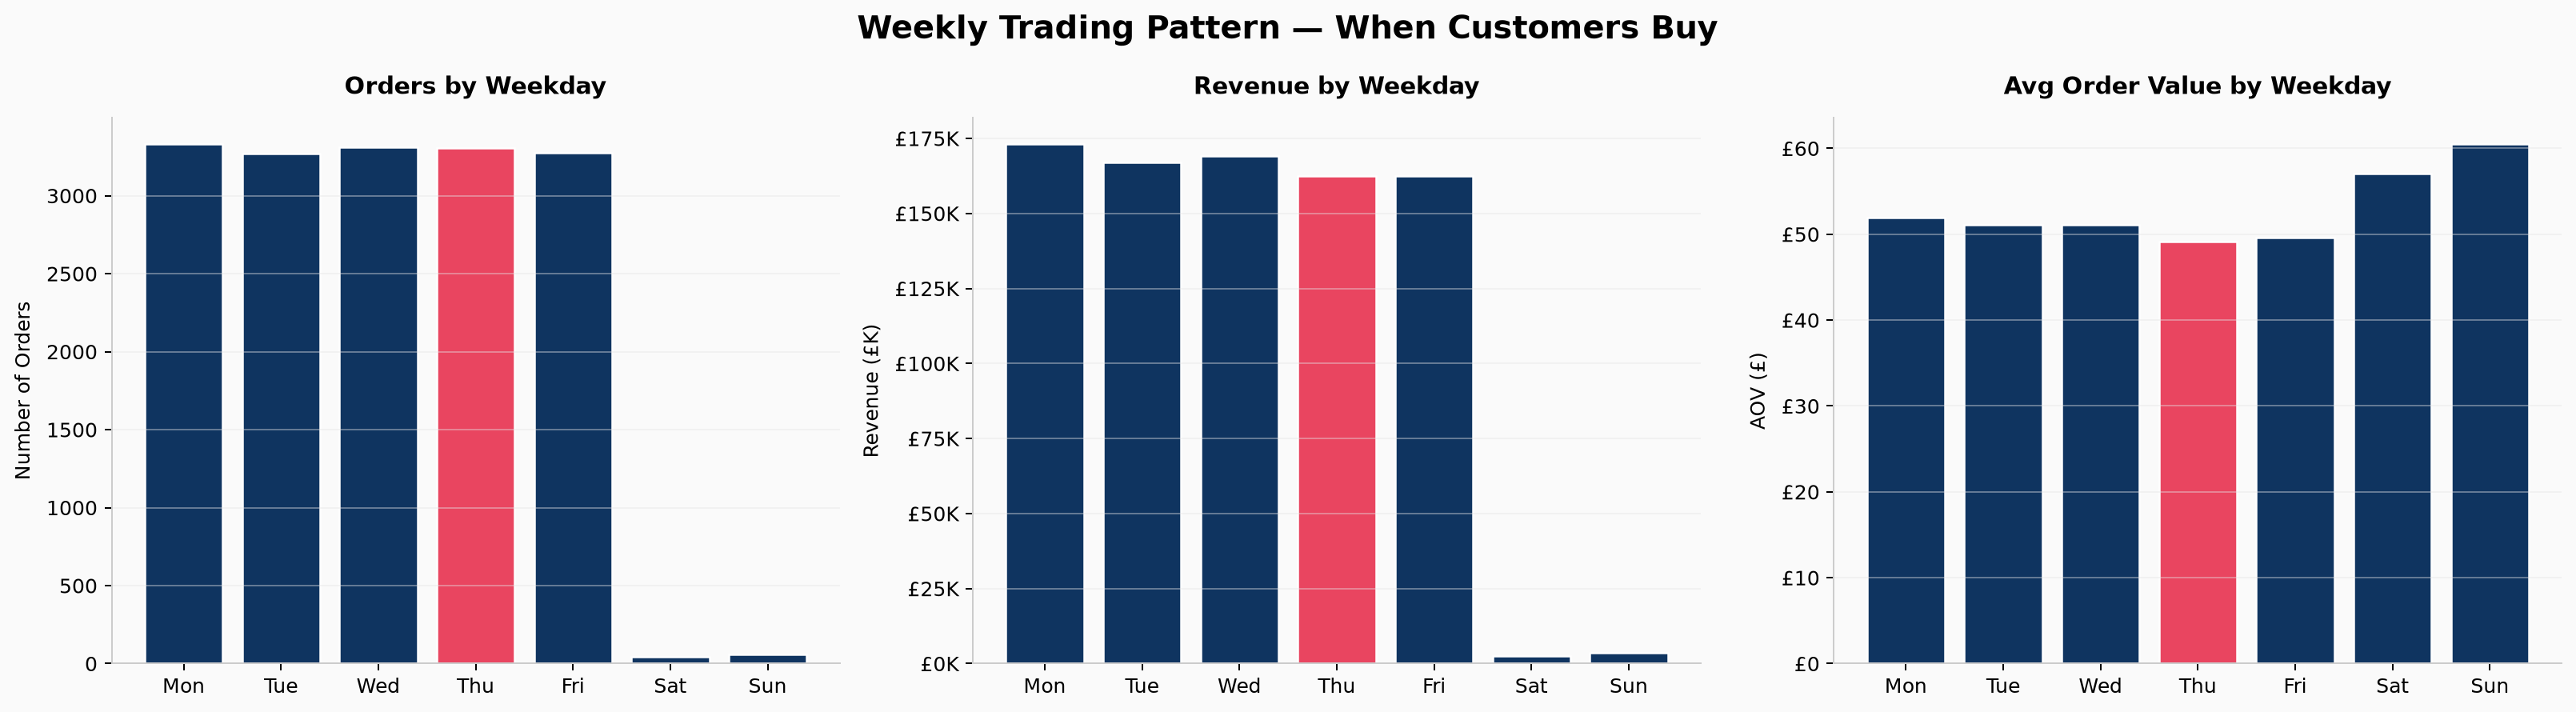 Weekly Trading Pattern — When Customers Buy
Orders by Weekday
Number of Orders
3000
2500
2000
1500
1000
500
0
Mon Tue Wed Thu Fri Sat Sun
Revenue by Weekday
Revenue (£K)
£175K
£150K
£125K
£100K
£75K
£50K
£25K
£0K
Mon Tue Wed Thu Fri Sat Sun
Avg Order Value by Weekday
AOV (£)
£60
£50
£40
£30
£20
£10
£0
Mon Tue Wed Thu Fri Sat Sun